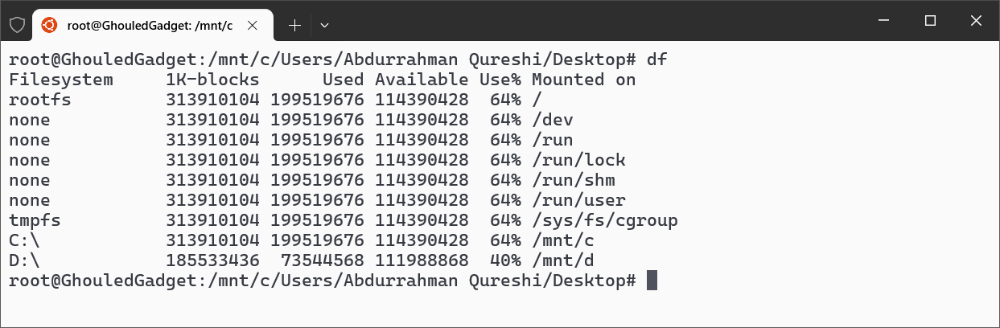 root@GhouledGadget: /mnt/c
root@GhouledGadget:/mnt/c/Users/Abdurrahman Qureshi/Desktop# df
Filesystem     1K-blocks      Used Available Use% Mounted on
rootfs         313910104 199519676 114390428  64% /
none           313910104 199519676 114390428  64% /dev
none           313910104 199519676 114390428  64% /run
none           313910104 199519676 114390428  64% /run/lock
none           313910104 199519676 114390428  64% /run/shm
none           313910104 199519676 114390428  64% /run/user
tmpfs          313910104 199519676 114390428  64% /sys/fs/cgroup
C:\            313910104 199519676 114390428  64% /mnt/c
D:\            185533436  73544568 111988868  40% /mnt/d
root@GhouledGadget:/mnt/c/Users/Abdurrahman Qureshi/Desktop#